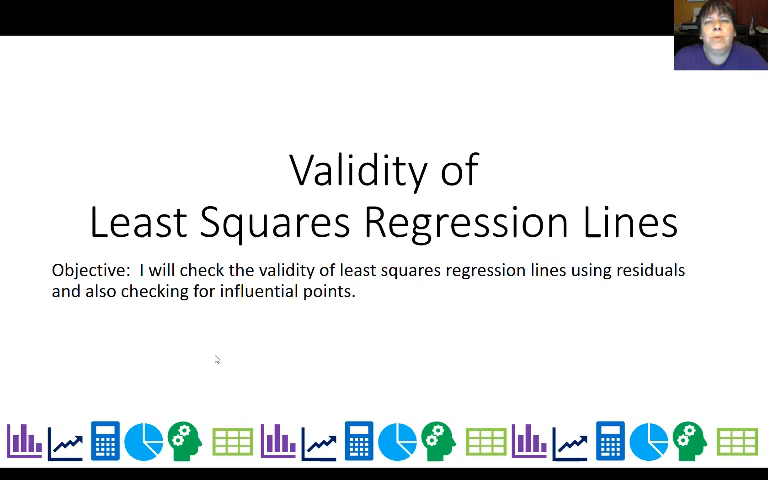 Validity of
Least Squares Regression Lines
Objective:  I will check the validity of least squares regression lines using residuals
and also checking for influential points.